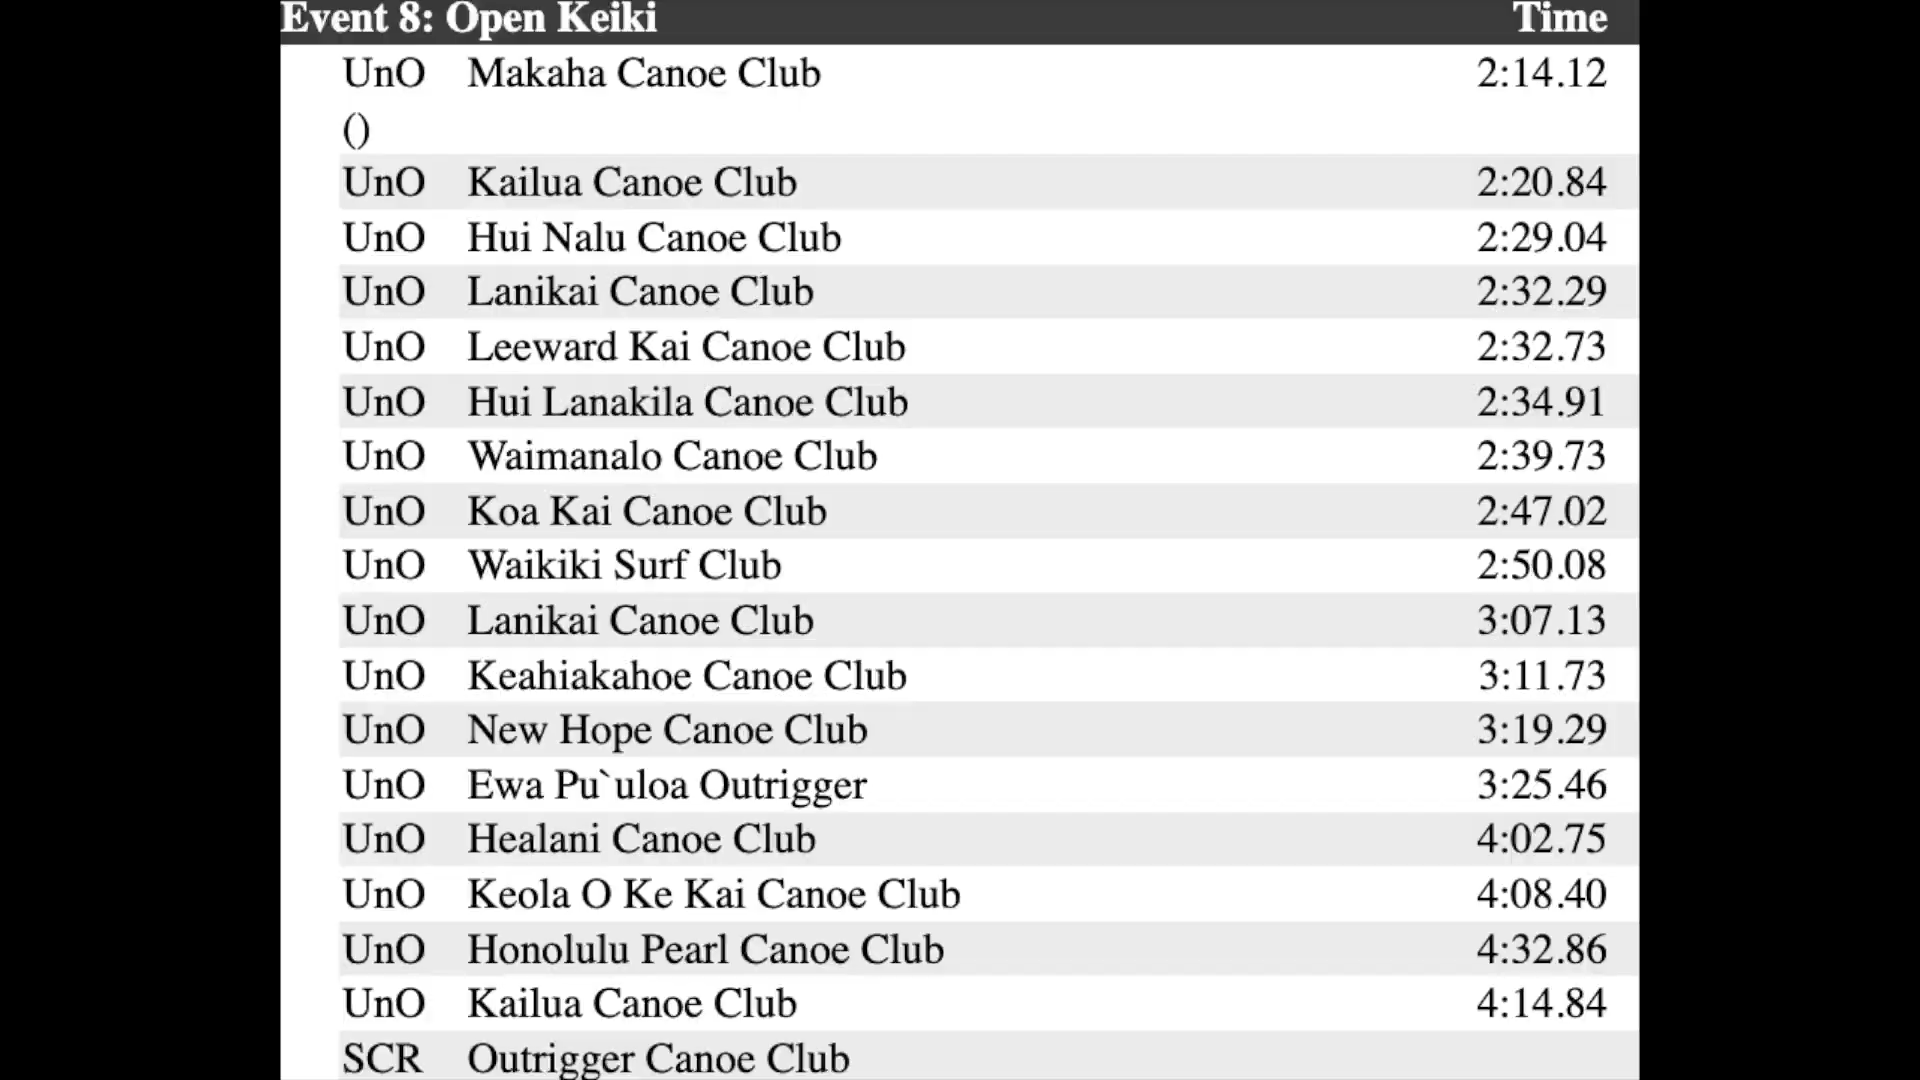 Event 8: Open Keiki Time
UnO Makaha Canoe Club 2:14.12
()
UnO Kailua Canoe Club 2:20.84
UnO Hui Nalu Canoe Club 2:29.04
UnO Lanikai Canoe Club 2:32.29
UnO Leeward Kai Canoe Club 2:32.73
UnO Hui Lanakila Canoe Club 2:34.91
UnO Waimanalo Canoe Club 2:39.73
UnO Koa Kai Canoe Club 2:47.02
UnO Waikiki Surf Club 2:50.08
UnO Lanikai Canoe Club 3:07.13
UnO Keahiakahoe Canoe Club 3:11.73
UnO New Hope Canoe Club 3:19.29
UnO Ewa Pu`uloa Outrigger 3:25.46
UnO Healani Canoe Club 4:02.75
UnO Keola O Ke Kai Canoe Club 4:08.40
UnO Honolulu Pearl Canoe Club 4:32.86
UnO Kailua Canoe Club 4:14.84
SCR Outrigger Canoe Club